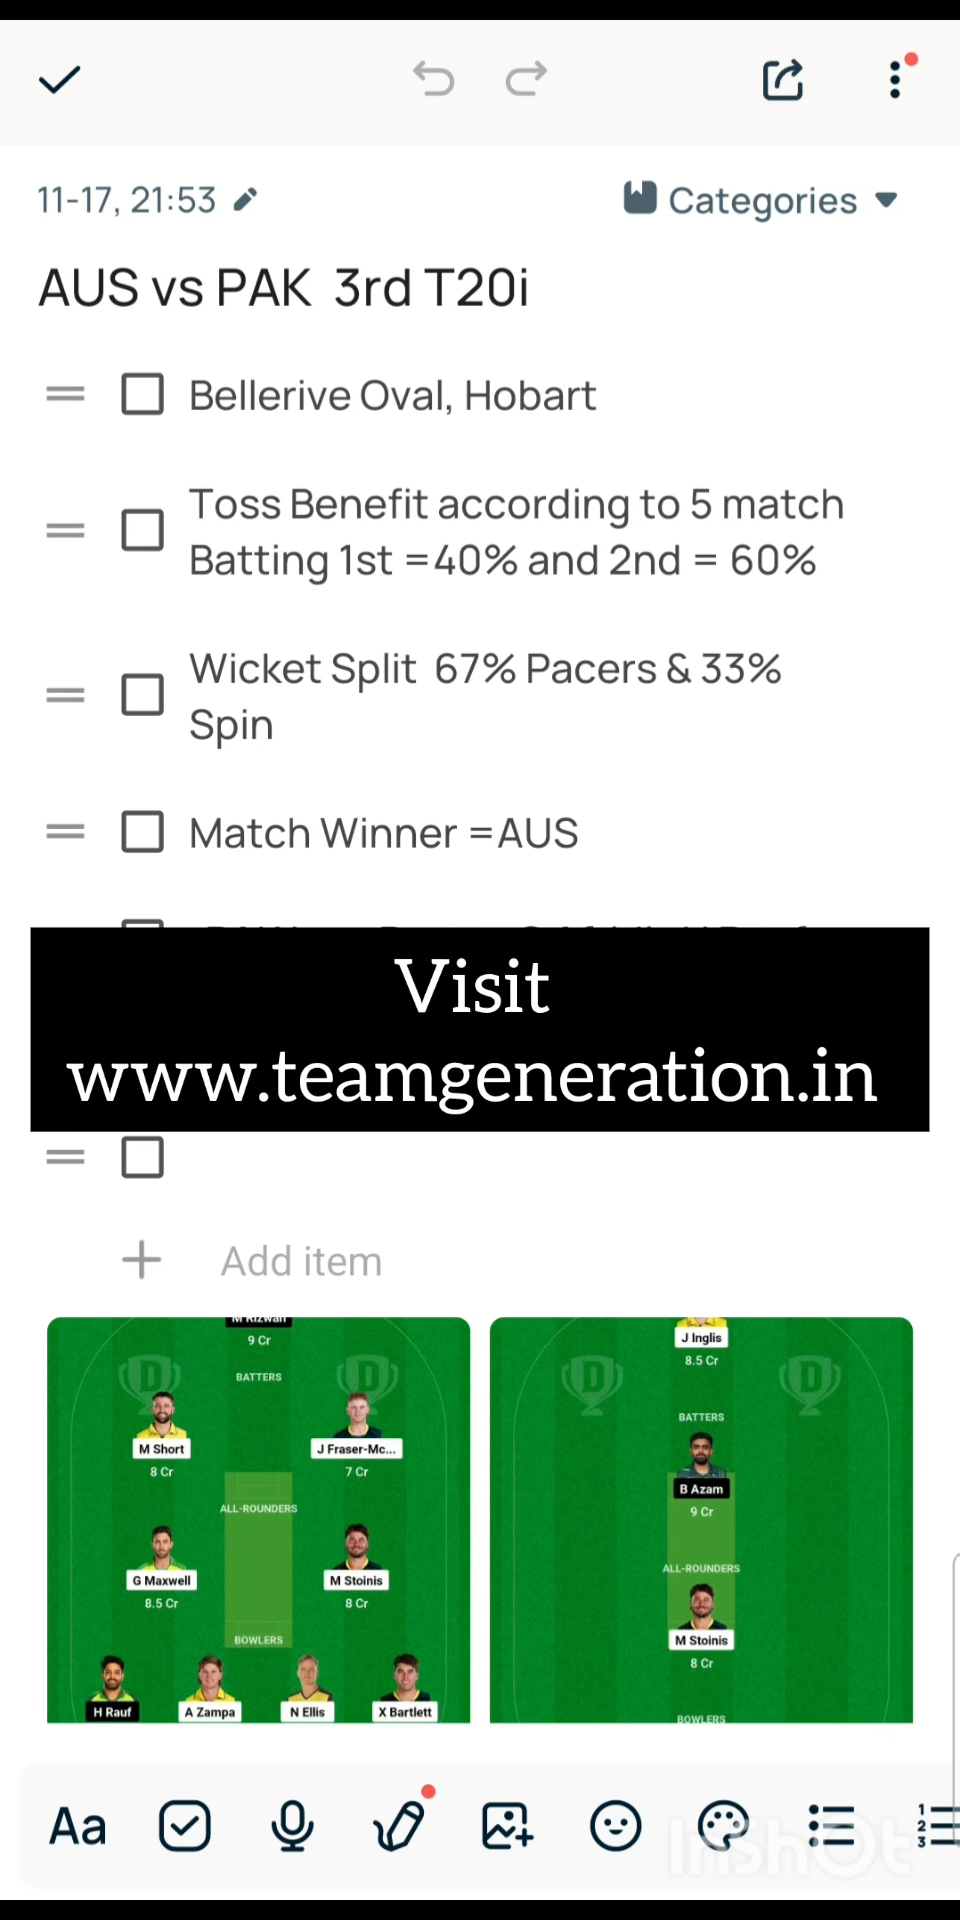 11-17, 21:53
Categories
AUS vs PAK 3rd T20i
Bellerive Oval, Hobart
Toss Benefit according to 5 match
Batting 1st =40% and 2nd = 60%
Wicket Split 67% Pacers & 33%
Spin
Match Winner =AUS
Visit
www.teamgeneration.in
Add item
M Rizwan
9 Cr
BATTERS
M Short
J Fraser-Mc...
8 Cr
7 Cr
ALL-ROUNDERS
G Maxwell
M Stoinis
8.5 Cr
8 Cr
BOWLERS
H Rauf
A Zampa
N Ellis
X Bartlett
J Inglis
8.5 Cr
BATTERS
B Azam
9 Cr
ALL-ROUNDERS
M Stoinis
8 Cr
BOWLERS
Aa
InShOt